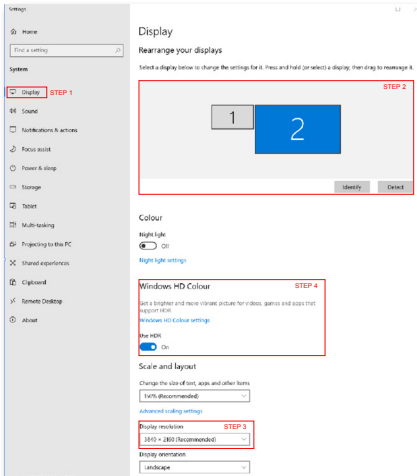 Settings
Home
Find a setting
System
Display STEP 1
Sound
Notifications & actions
Focus assist
Power & sleep
Storage
Tablet
Multi-tasking
Projecting to this PC
Shared experiences
Clipboard
Remote Desktop
About
Display
Rearrange your displays
Select a display below to change the settings for it. Press and hold (or select) a display, then drag to rearrange it.
STEP 2
1
2
Identify Detect
Colour
Night light
Off
Night light settings
Windows HD Colour STEP 4
Get a brighter and more vibrant picture for videos, games and apps that
support HDR.
Windows HD Colour settings
Use HDR
On
Scale and layout
Change the size of text, apps and other items
150% (Recommended)
Advanced scaling settings
Display resolution STEP 3
3840 × 2160 (Recommended)
Display orientation
Landscape